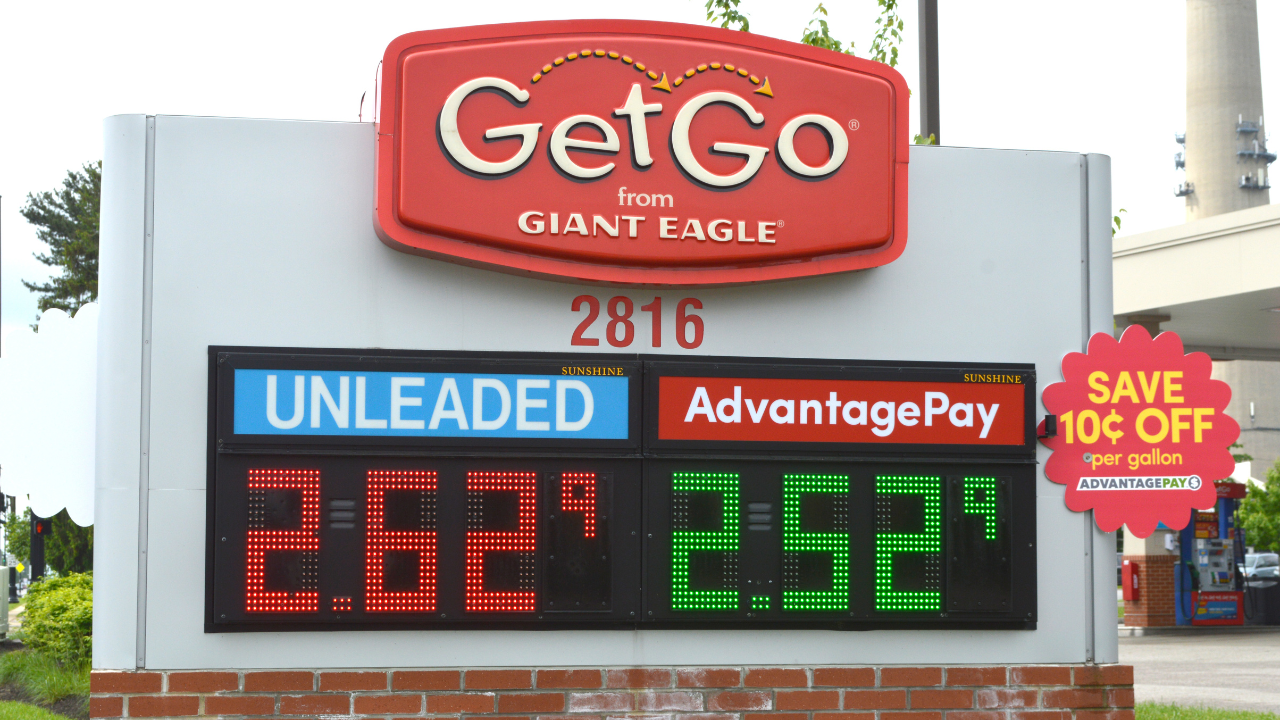 GetGo®
from
GIANT EAGLE®
2816
SUNSHINE
UNLEADED
2.62 9
SUNSHINE
AdvantagePay
2.52 9
SAVE
10¢ OFF
per gallon
ADVANTAGEPAY$